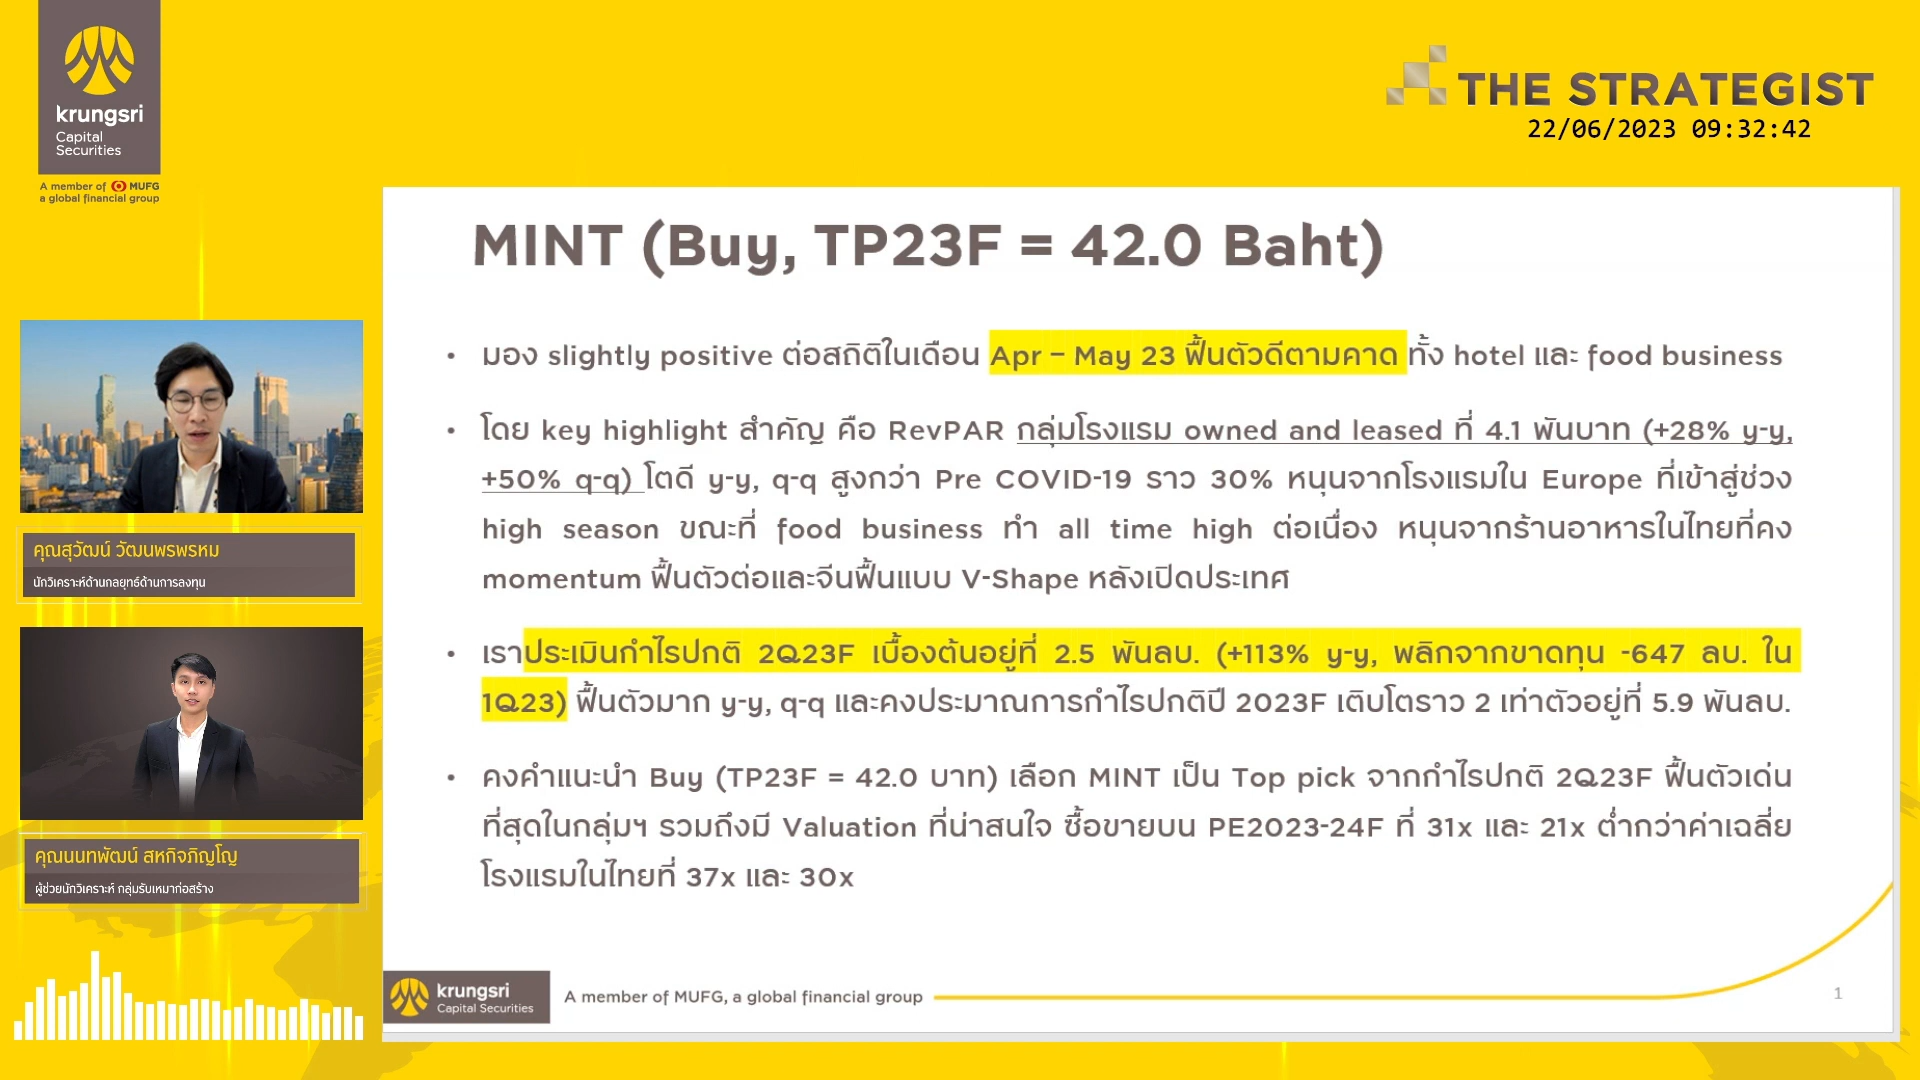 krungsri
Capital
Securities
A member of MUFG
a global financial group
THE STRATEGIST
22/06/2023 09:32:42
MINT (Buy, TP23F = 42.0 Baht)
• มอง slightly positive ต่อสถิติในเดือน Apr – May 23 ฟื้นตัวดีตามคาด ทั้ง hotel และ food business
• โดย key highlight สำคัญ คือ RevPAR กลุ่มโรงแรม owned and leased ที่ 4.1 พันบาท (+28% y-y,
+50% q-q) โตดี y-y, q-q สูงกว่า Pre COVID-19 ราว 30% หนุนจากโรงแรมใน Europe ที่เข้าสู่ช่วง
high season ขณะที่ food business ทำ all time high ต่อเนื่อง หนุนจากร้านอาหารในไทยที่คง
momentum ฟื้นตัวต่อและจีนฟื้นแบบ V-Shape หลังเปิดประเทศ
• เราประเมินกำไรปกติ 2Q23F เบื้องต้นอยู่ที่ 2.5 พันลบ. (+113% y-y, พลิกจากขาดทุน -647 ลบ. ใน
1Q23) ฟื้นตัวมาก y-y, q-q และคงประมาณการกำไรปกติปี 2023F เติบโตราว 2 เท่าตัวอยู่ที่ 5.9 พันลบ.
• คงคำแนะนำ Buy (TP23F = 42.0 บาท) เลือก MINT เป็น Top pick จากกำไรปกติ 2Q23F ฟื้นตัวเด่น
ที่สุดในกลุ่มฯ รวมถึงมี Valuation ที่น่าสนใจ ซื้อขายบน PE2023-24F ที่ 31x และ 21x ต่ำกว่าค่าเฉลี่ย
โรงแรมในไทยที่ 37x และ 30x
คุณสุวัฒน์ วัฒนพรพรหม
นักวิเคราะห์ด้านกลยุทธ์ด้านการลงทุน
คุณนนทพัฒน์ สหกิจภิญโญ
ผู้ช่วยนักวิเคราะห์ กลุ่มรับเหมาก่อสร้าง
krungsri
Capital Securities
A member of MUFG, a global financial group
1